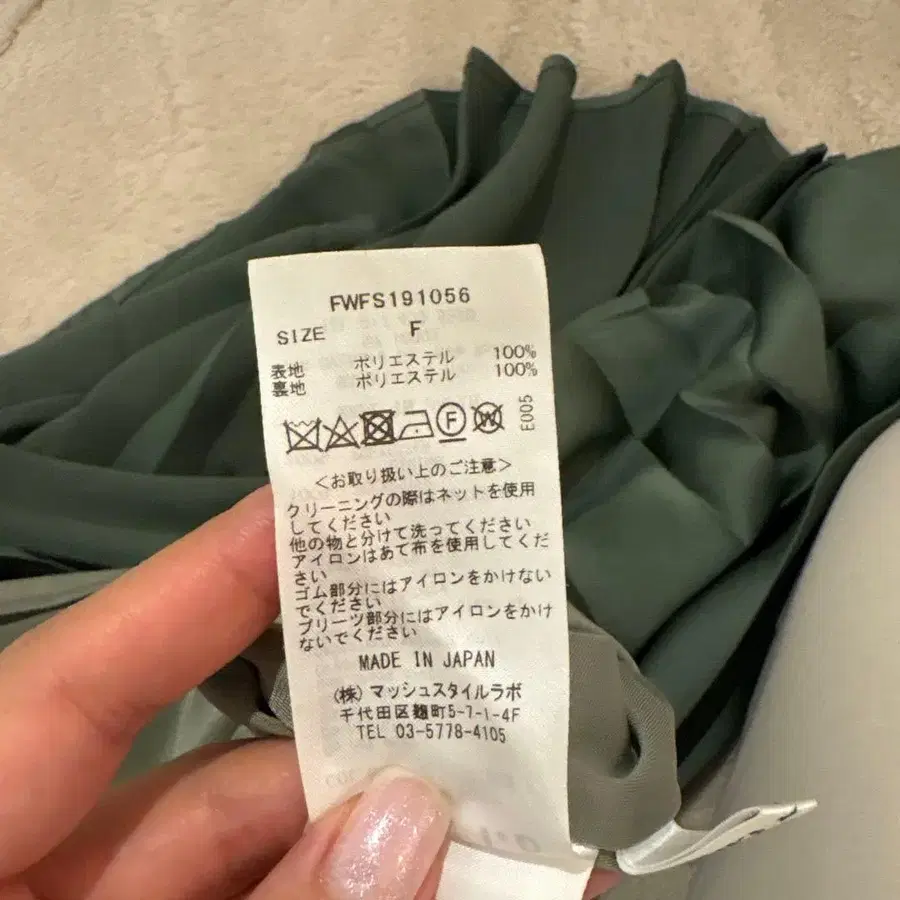 FWFS191056
SIZE F
表地 ポリエステル 100%
裏地 ポリエステル 100%
F W E005
<お取り扱い上のご注意>
クリーニングの際はネットを使用
してください
他の物と分けて洗ってください
アイロンはあて布を使用してくだ
さい
ゴム部分にはアイロンをかけない
でください
プリーツ部分にはアイロンをかけ
ないでください
MADE IN JAPAN
(株)マッシュスタイルラボ
千代田区麹町5-7-1-4F
TEL 03-5778-4105